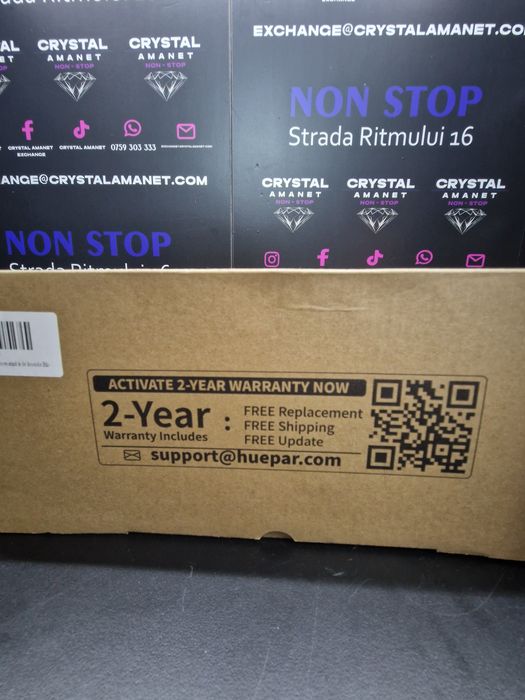 CRYSTAL
AMANET
NON - STOP
CRYSTAL
AMANET
NON - STOP
CRYSTAL AMANET
EXCHANGE
CRYSTAL AMANET
0759 303 333
ANGE@CRYSTALAMANET.COM
NON STOP
Strada Ritmului 16
EXCHANGE@CRYSTALAMANET.COM
NON STOP
Strada Ritmului 16
CRYSTAL
AMANET
NON - STOP
CRYSTAL
AMANET
NON - STOP
CRYSTAL
AMANET
NON - STOP
ACTIVATE 2-YEAR WARRANTY NOW
2-Year :
Warranty Includes
FREE Replacement
FREE Shipping
FREE Update
support@huepar.com